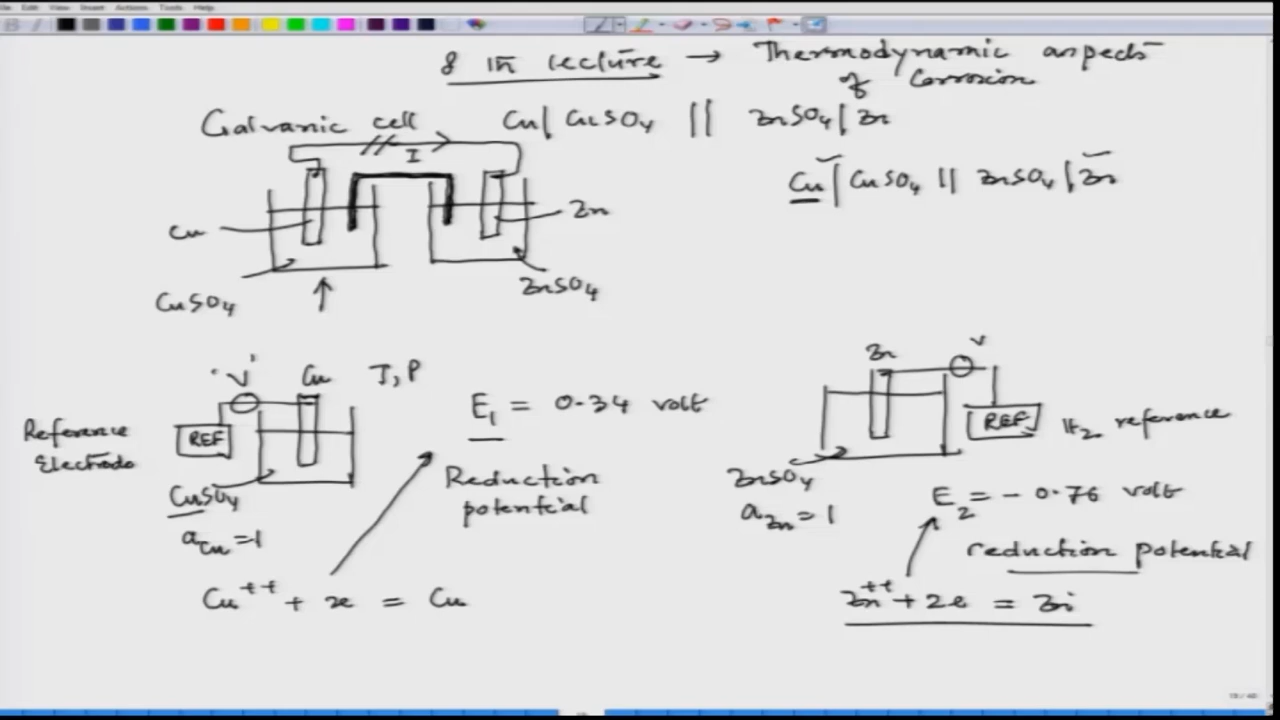 8 th lecture → Thermodynamic aspects
of Corrosion
Galvanic cell
Cu | CuSO4 || ZnSO4 | Zn
Cu | CuSO4 || ZnSO4 | Zn
I
Cu
Zn
CuSO4
ZnSO4
'V'
Cu
T, P
REF
Reference
Electrode
CuSO4
a Cu = 1
E1 = 0.34 volt
Reduction
potential
Cu++ + 2e = Cu
Zn
V
REF
H2 reference
ZnSO4
a Zn = 1
E2 = - 0.76 volt
reduction potential
Zn++ + 2e = Zn